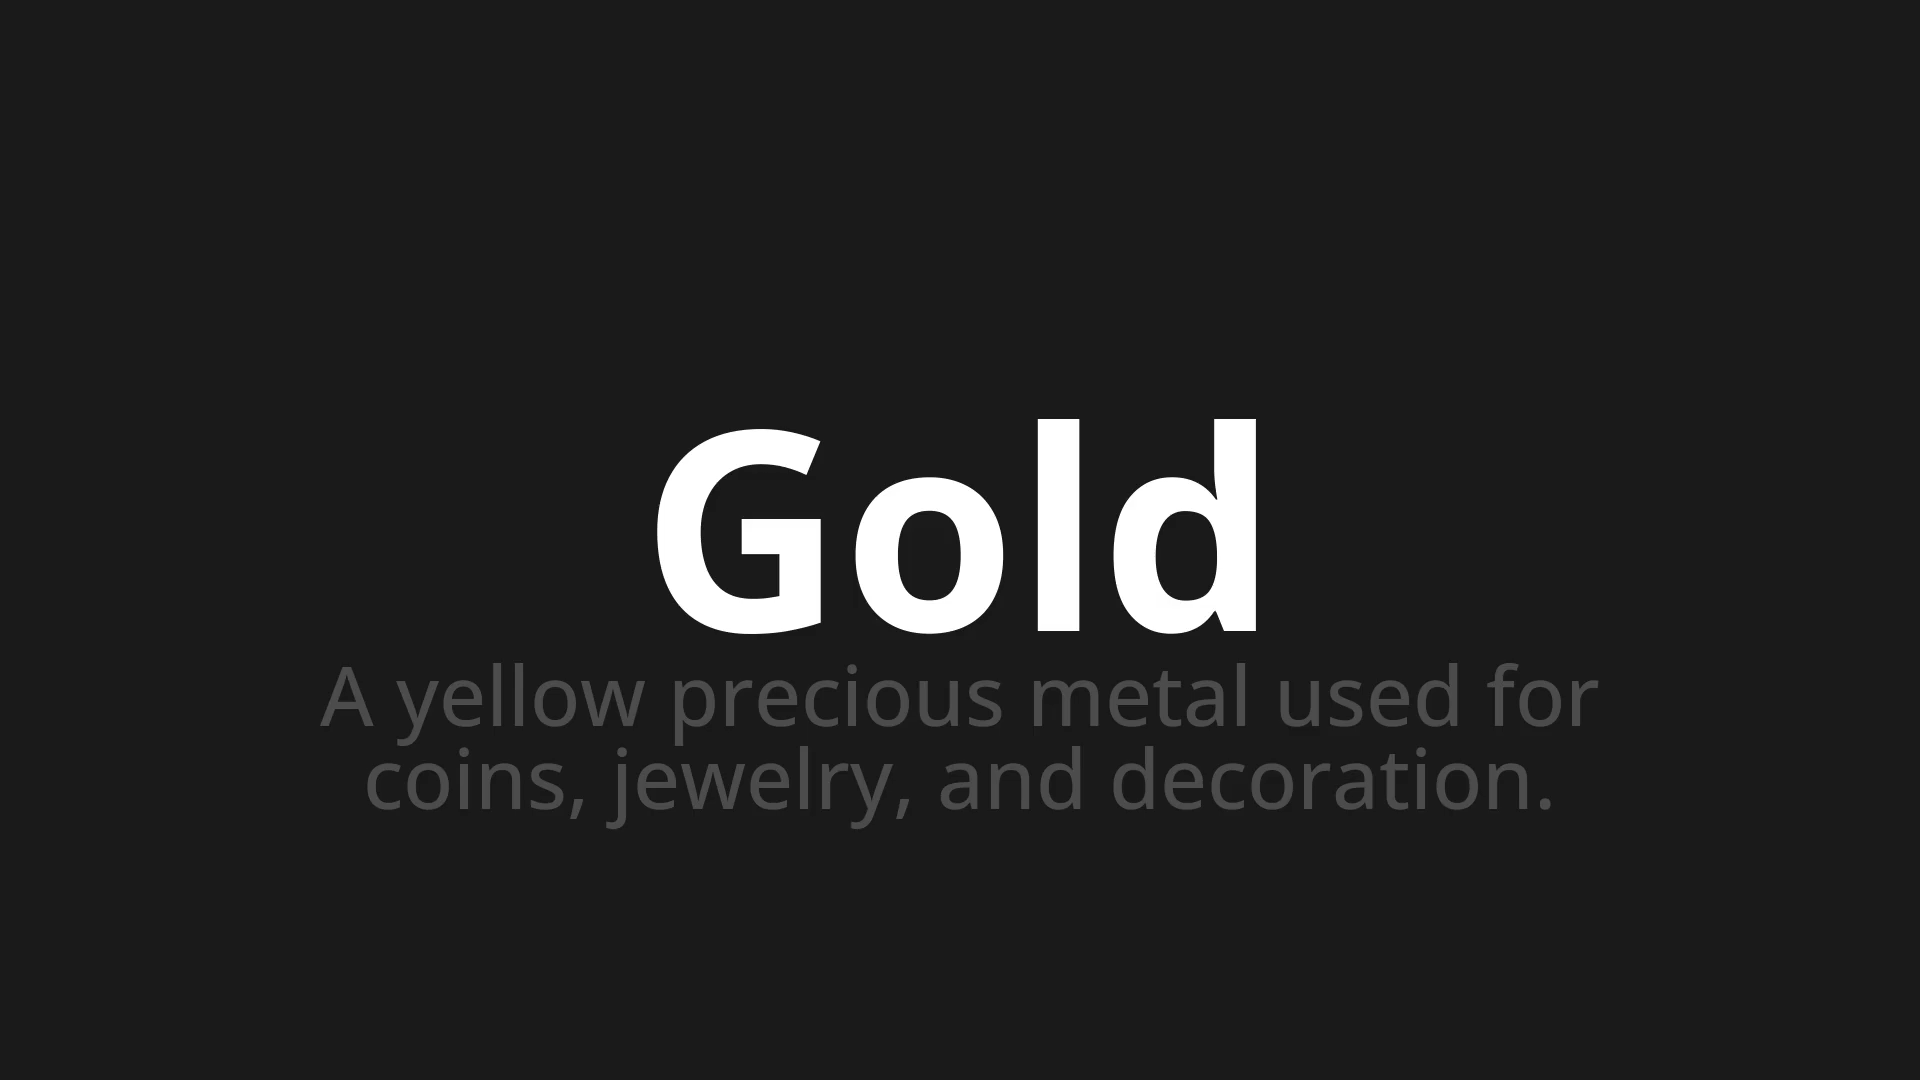 Gold
A yellow precious metal used for
coins, jewelry, and decoration.